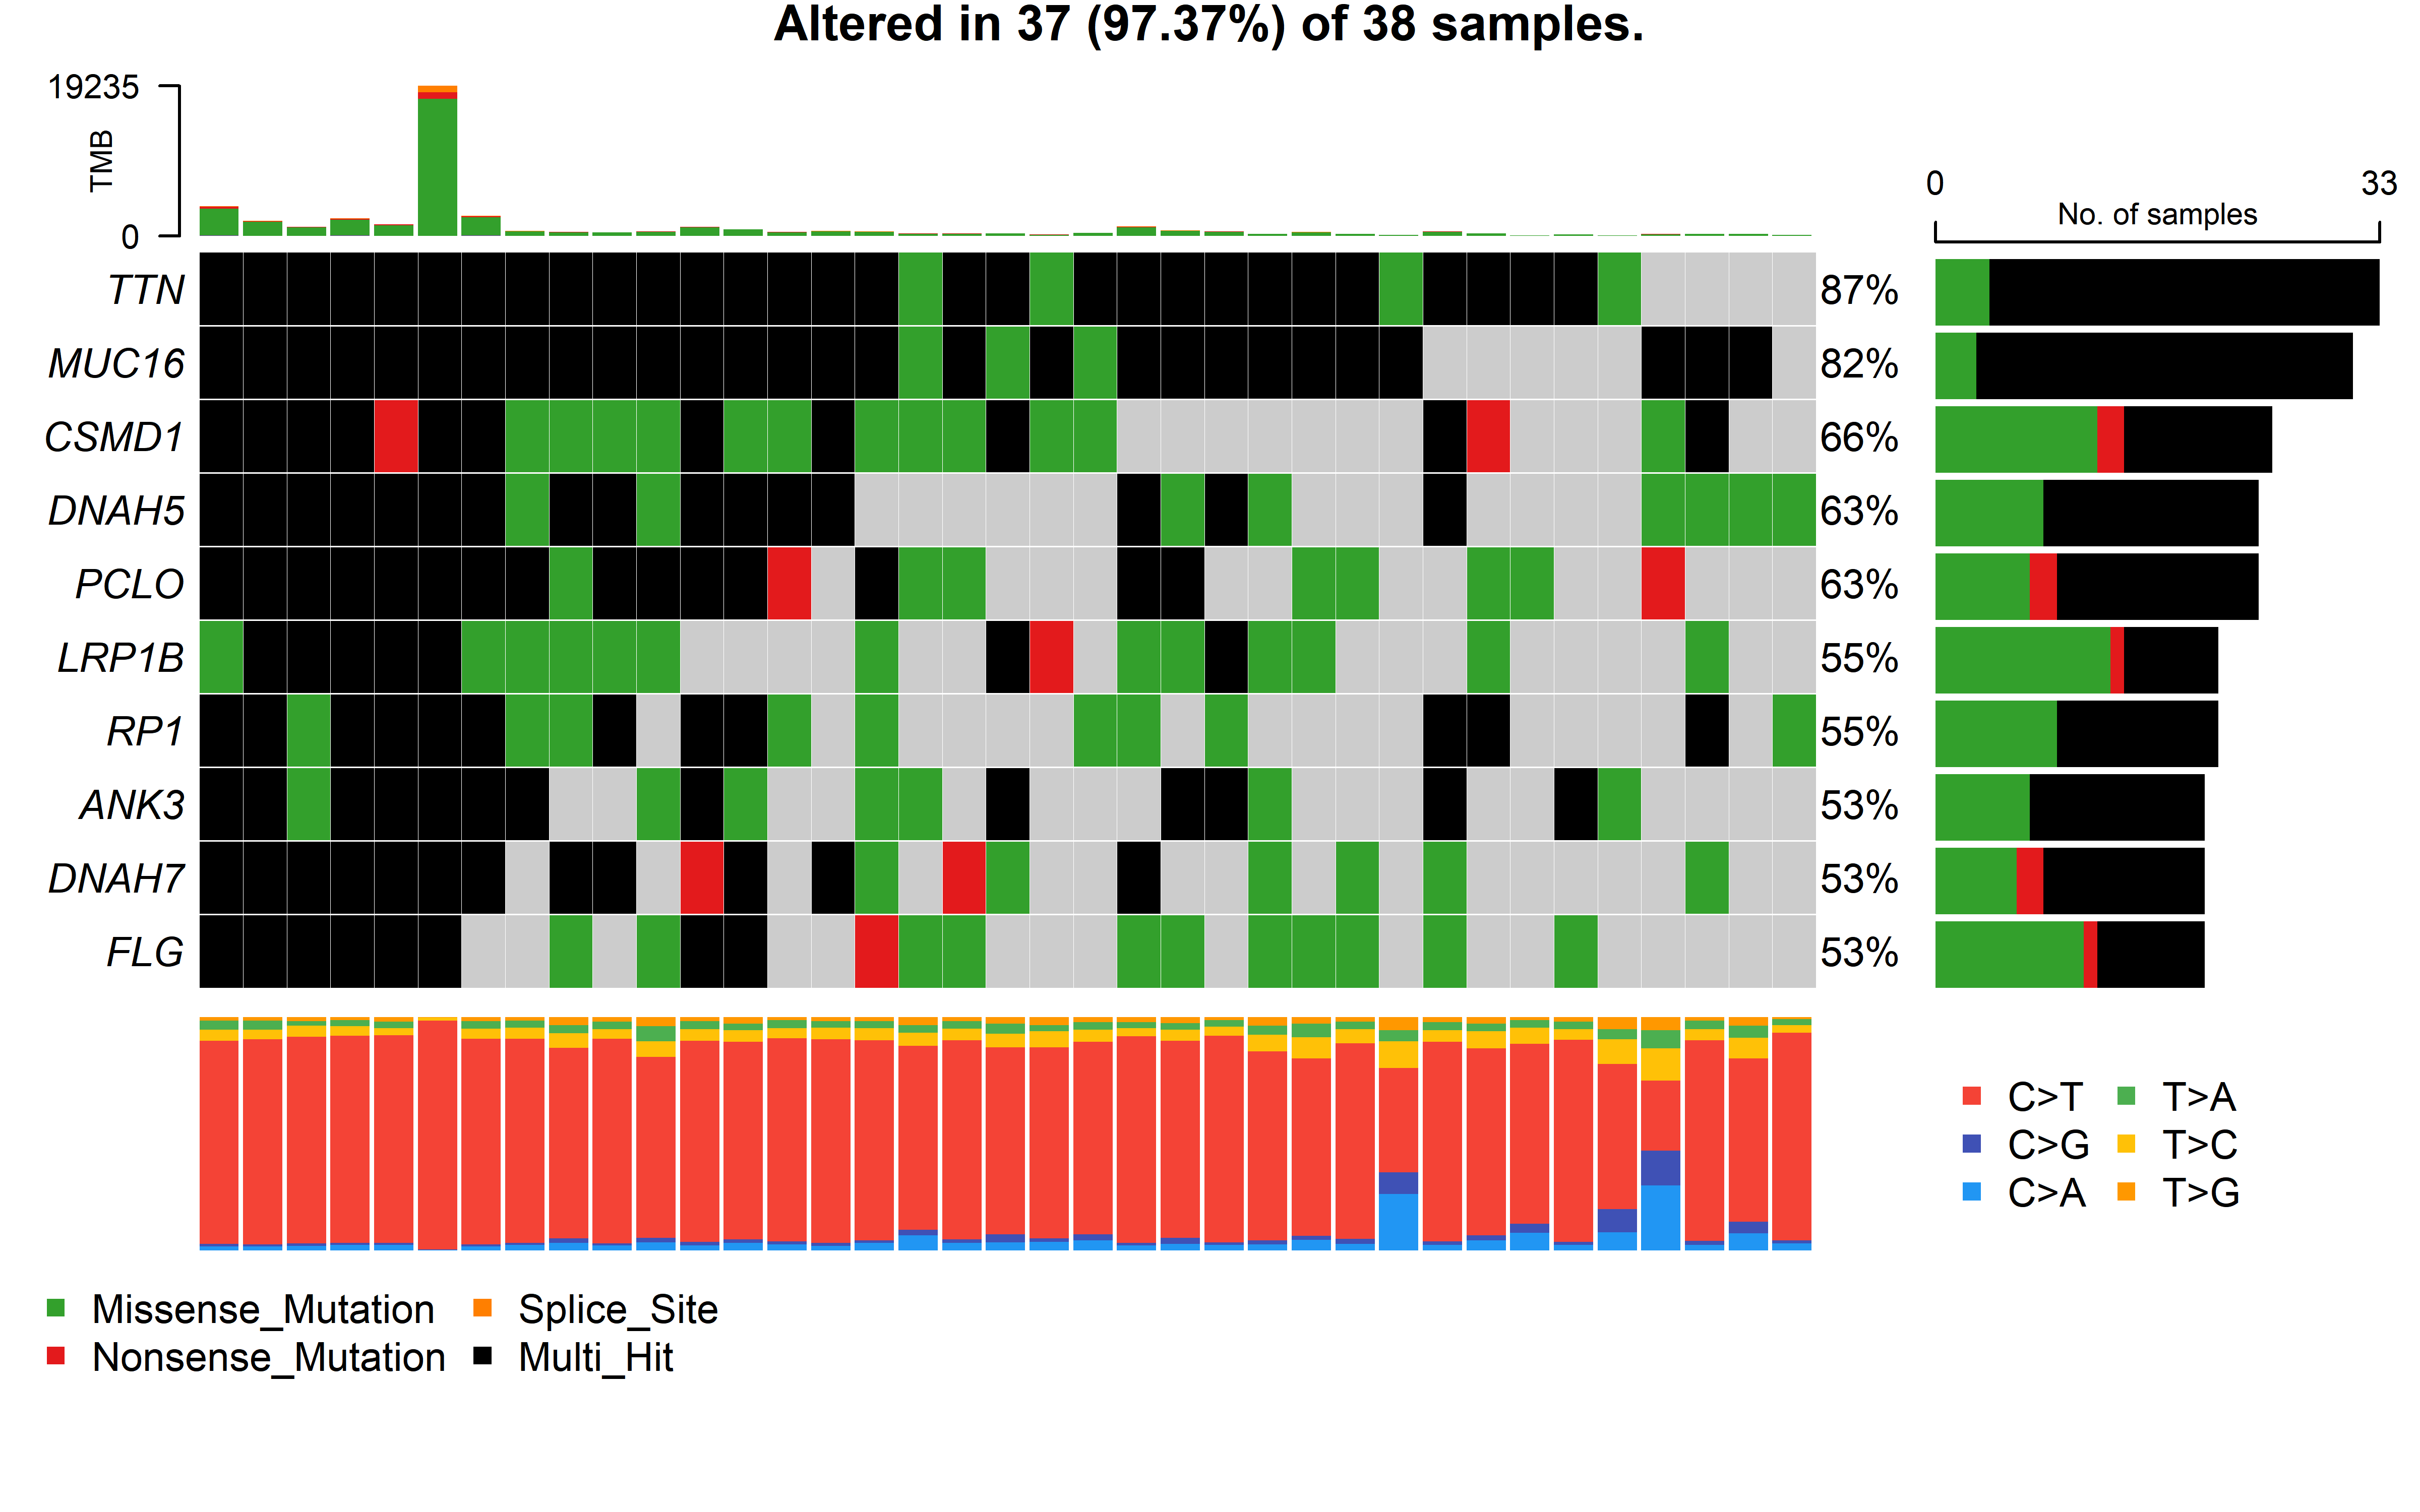 Altered in 37 (97.37%) of 38 samples.
19235
TMB
0
0
33
No. of samples
TTN
87%
MUC16
82%
CSMD1
66%
DNAH5
63%
PCLO
63%
LRP1B
55%
RP1
55%
ANK3
53%
DNAH7
53%
FLG
53%
C>T
T>A
C>G
T>C
C>A
T>G
Missense_Mutation
Splice_Site
Nonsense_Mutation
Multi_Hit